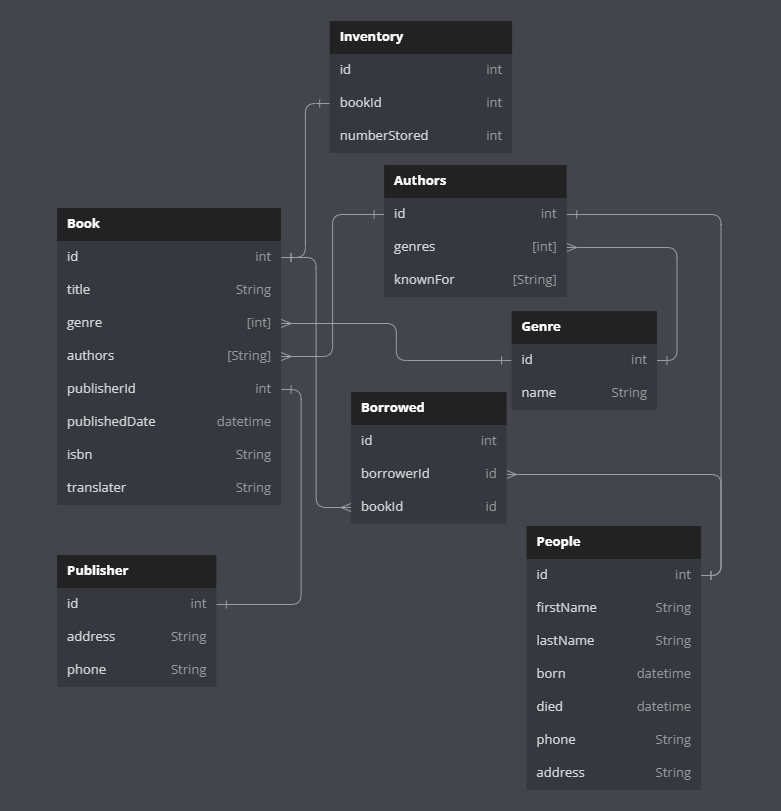 Inventory
id int
bookId int
numberStored int
Authors
id int
genres [int]
knownFor [String]
Book
id int
title String
genre [int]
authors [String]
publisherId int
publishedDate datetime
isbn String
translater String
Genre
id int
name String
Borrowed
id int
borrowerId id
bookId id
Publisher
id int
address String
phone String
People
id int
firstName String
lastName String
born datetime
died datetime
phone String
address String